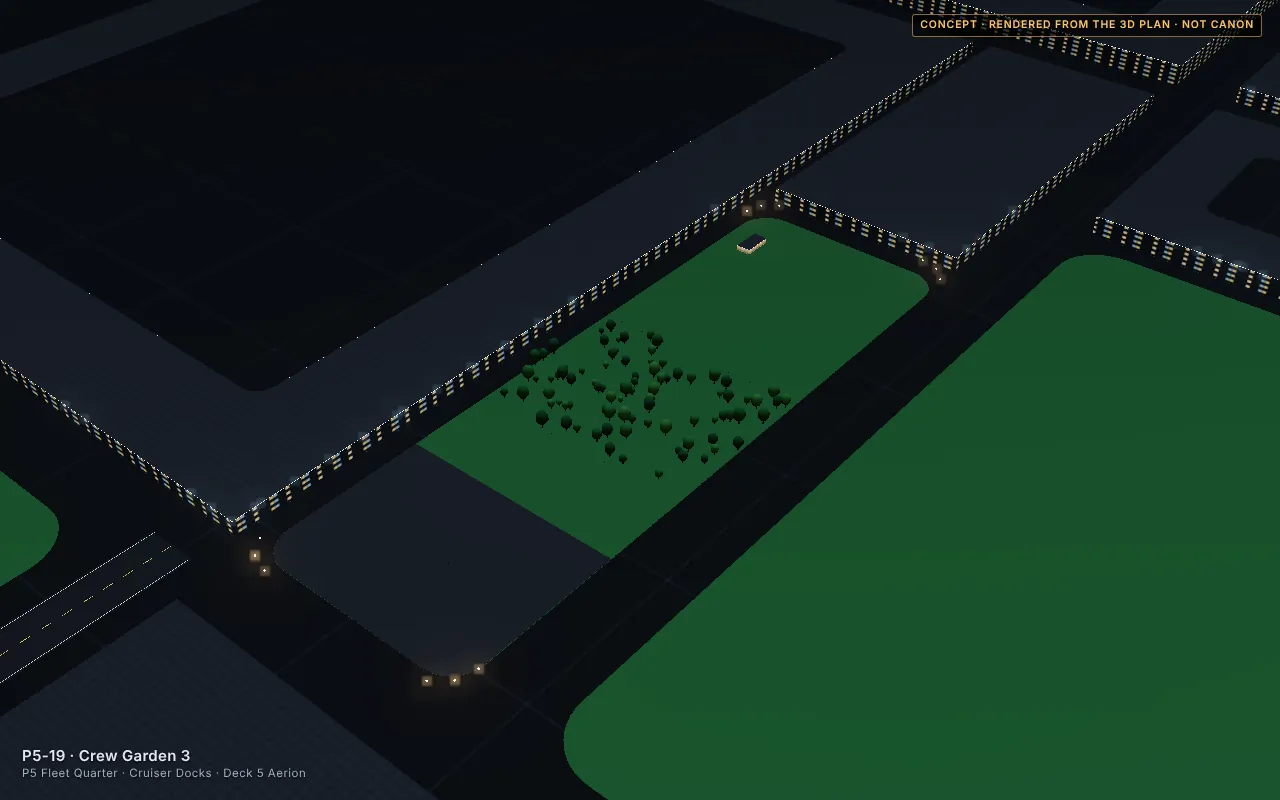 CONCEPT · RENDERED FROM THE 3D PLAN · NOT CANON
P5-19 · Crew Garden 3
P5 Fleet Quarter · Cruiser Docks · Deck 5 Aerion